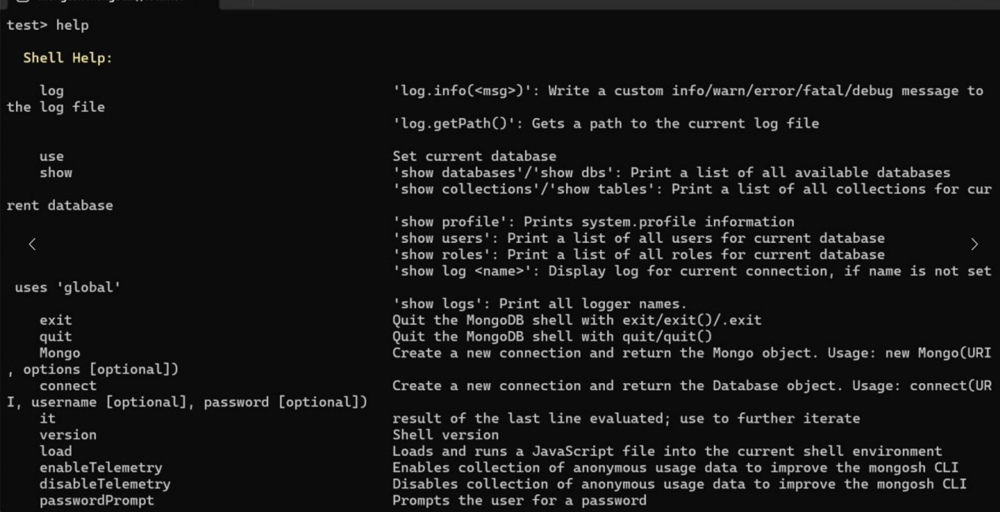 test> help
Shell Help:
log 'log.info(<msg>)': Write a custom info/warn/error/fatal/debug message to
the log file
'log.getPath()': Gets a path to the current log file
use Set current database
show 'show databases'/'show dbs': Print a list of all available databases
'show collections'/'show tables': Print a list of all collections for cur
rent database
'show profile': Prints system.profile information
'show users': Print a list of all users for current database
'show roles': Print a list of all roles for current database
'show log <name>': Display log for current connection, if name is not set
uses 'global'
'show logs': Print all logger names.
exit Quit the MongoDB shell with exit/exit()/.exit
quit Quit the MongoDB shell with quit/quit()
Mongo Create a new connection and return the Mongo object. Usage: new Mongo(URI
, options [optional])
connect Create a new connection and return the Database object. Usage: connect(UR
I, username [optional], password [optional])
it result of the last line evaluated; use to further iterate
version Shell version
load Loads and runs a JavaScript file into the current shell environment
enableTelemetry Enables collection of anonymous usage data to improve the mongosh CLI
disableTelemetry Disables collection of anonymous usage data to improve the mongosh CLI
passwordPrompt Prompts the user for a password